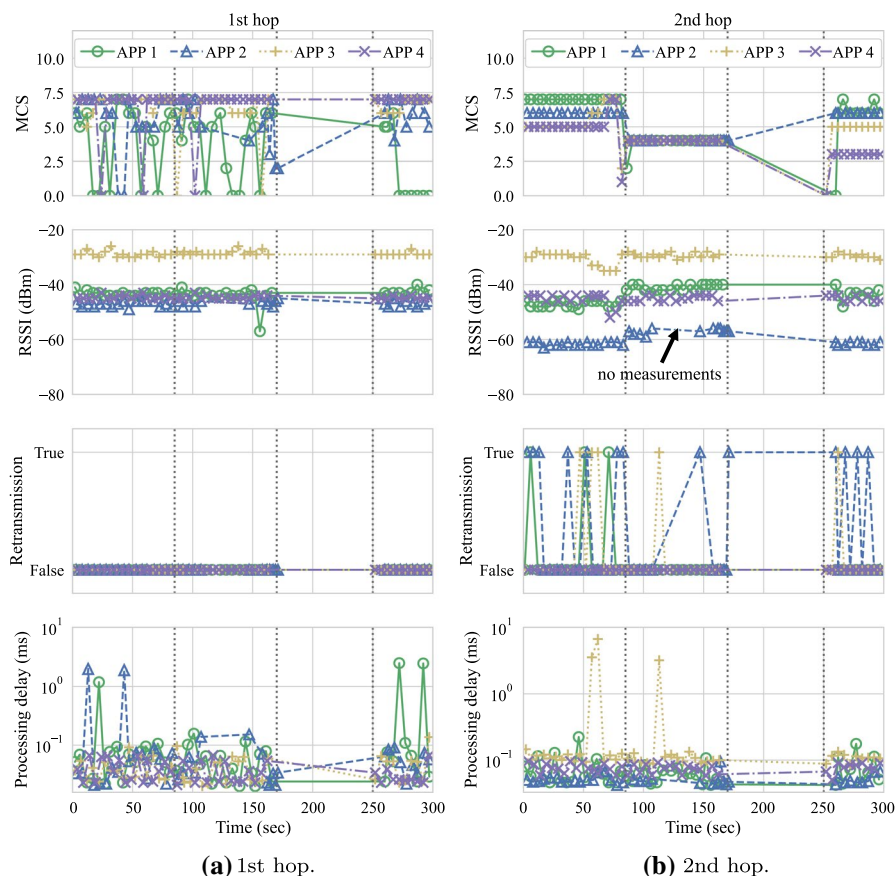 1st hop
2nd hop
APP 1 APP 2 APP 3 APP 4
APP 1 APP 2 APP 3 APP 4
MCS
10.0
7.5
5.0
2.5
0.0
MCS
10.0
7.5
5.0
2.5
0.0
RSSI (dBm)
−20
−40
−60
−80
RSSI (dBm)
−20
−40
−60
−80
no measurements
Retransmission
True
False
Retransmission
True
False
Processing delay (ms)
10^1
10^0
10^−1
Processing delay (ms)
10^1
10^0
10^−1
0 50 100 150 200 250 300
0 50 100 150 200 250 300
Time (sec)
Time (sec)
(a) 1st hop.
(b) 2nd hop.